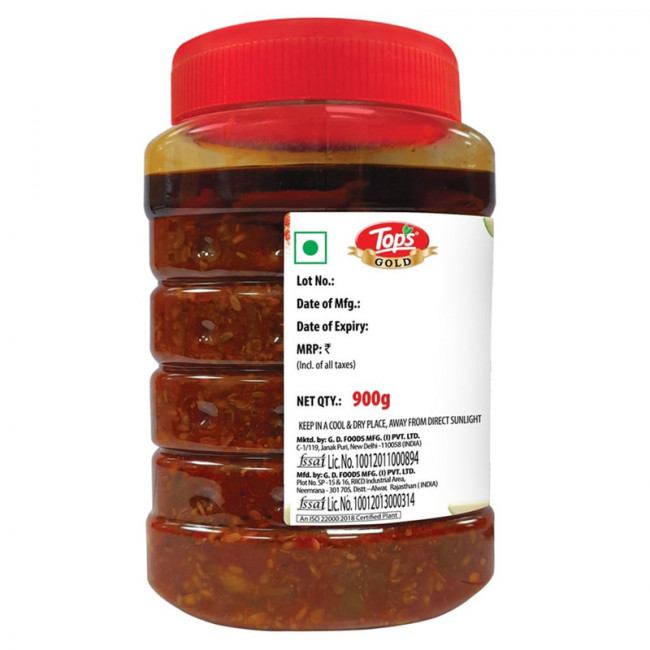 Top's
GOLD
Lot No.:
Date of Mfg.:
Date of Expiry:
MRP: ₹
(Incl. of all taxes)
NET QTY.: 900g
KEEP IN A COOL & DRY PLACE, AWAY FROM DIRECT SUNLIGHT
Mktd. by: G. D. FOODS MFG. (I) PVT. LTD.
C-1/119, Janak Puri, New Delhi -110058 (INDIA)
fssai Lic. No. 10012011000894
Mfd. by: G. D. FOODS MFG. (I) PVT. LTD.
Plot No. SP - 15 & 16, RIICO Industrial Area,
Neemrana - 301 705, Distt.-Alwar, Rajasthan (INDIA)
fssai Lic. No. 10012013000314
An ISO 22000:2018 Certified Plant